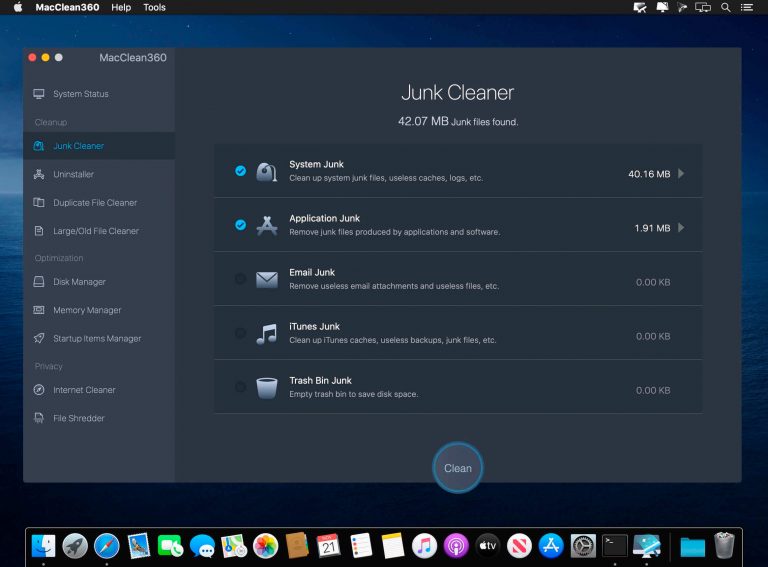 MacClean360 Help Tools
MacClean360
System Status
Cleanup
Junk Cleaner
Uninstaller
Duplicate File Cleaner
Large/Old File Cleaner
Optimization
Disk Manager
Memory Manager
Startup Items Manager
Privacy
Internet Cleaner
File Shredder
Junk Cleaner
42.07 MB Junk files found.
System Junk
Clean up system junk files, useless caches, logs, etc.
40.16 MB
Application Junk
Remove junk files produced by applications and software.
1.91 MB
Email Junk
Remove useless email attachments and useless files, etc.
0.00 KB
iTunes Junk
Clean up iTunes caches, useless backups, junk files, etc.
0.00 KB
Trash Bin Junk
Empty trash bin to save disk space.
0.00 KB
Clean
21
tv